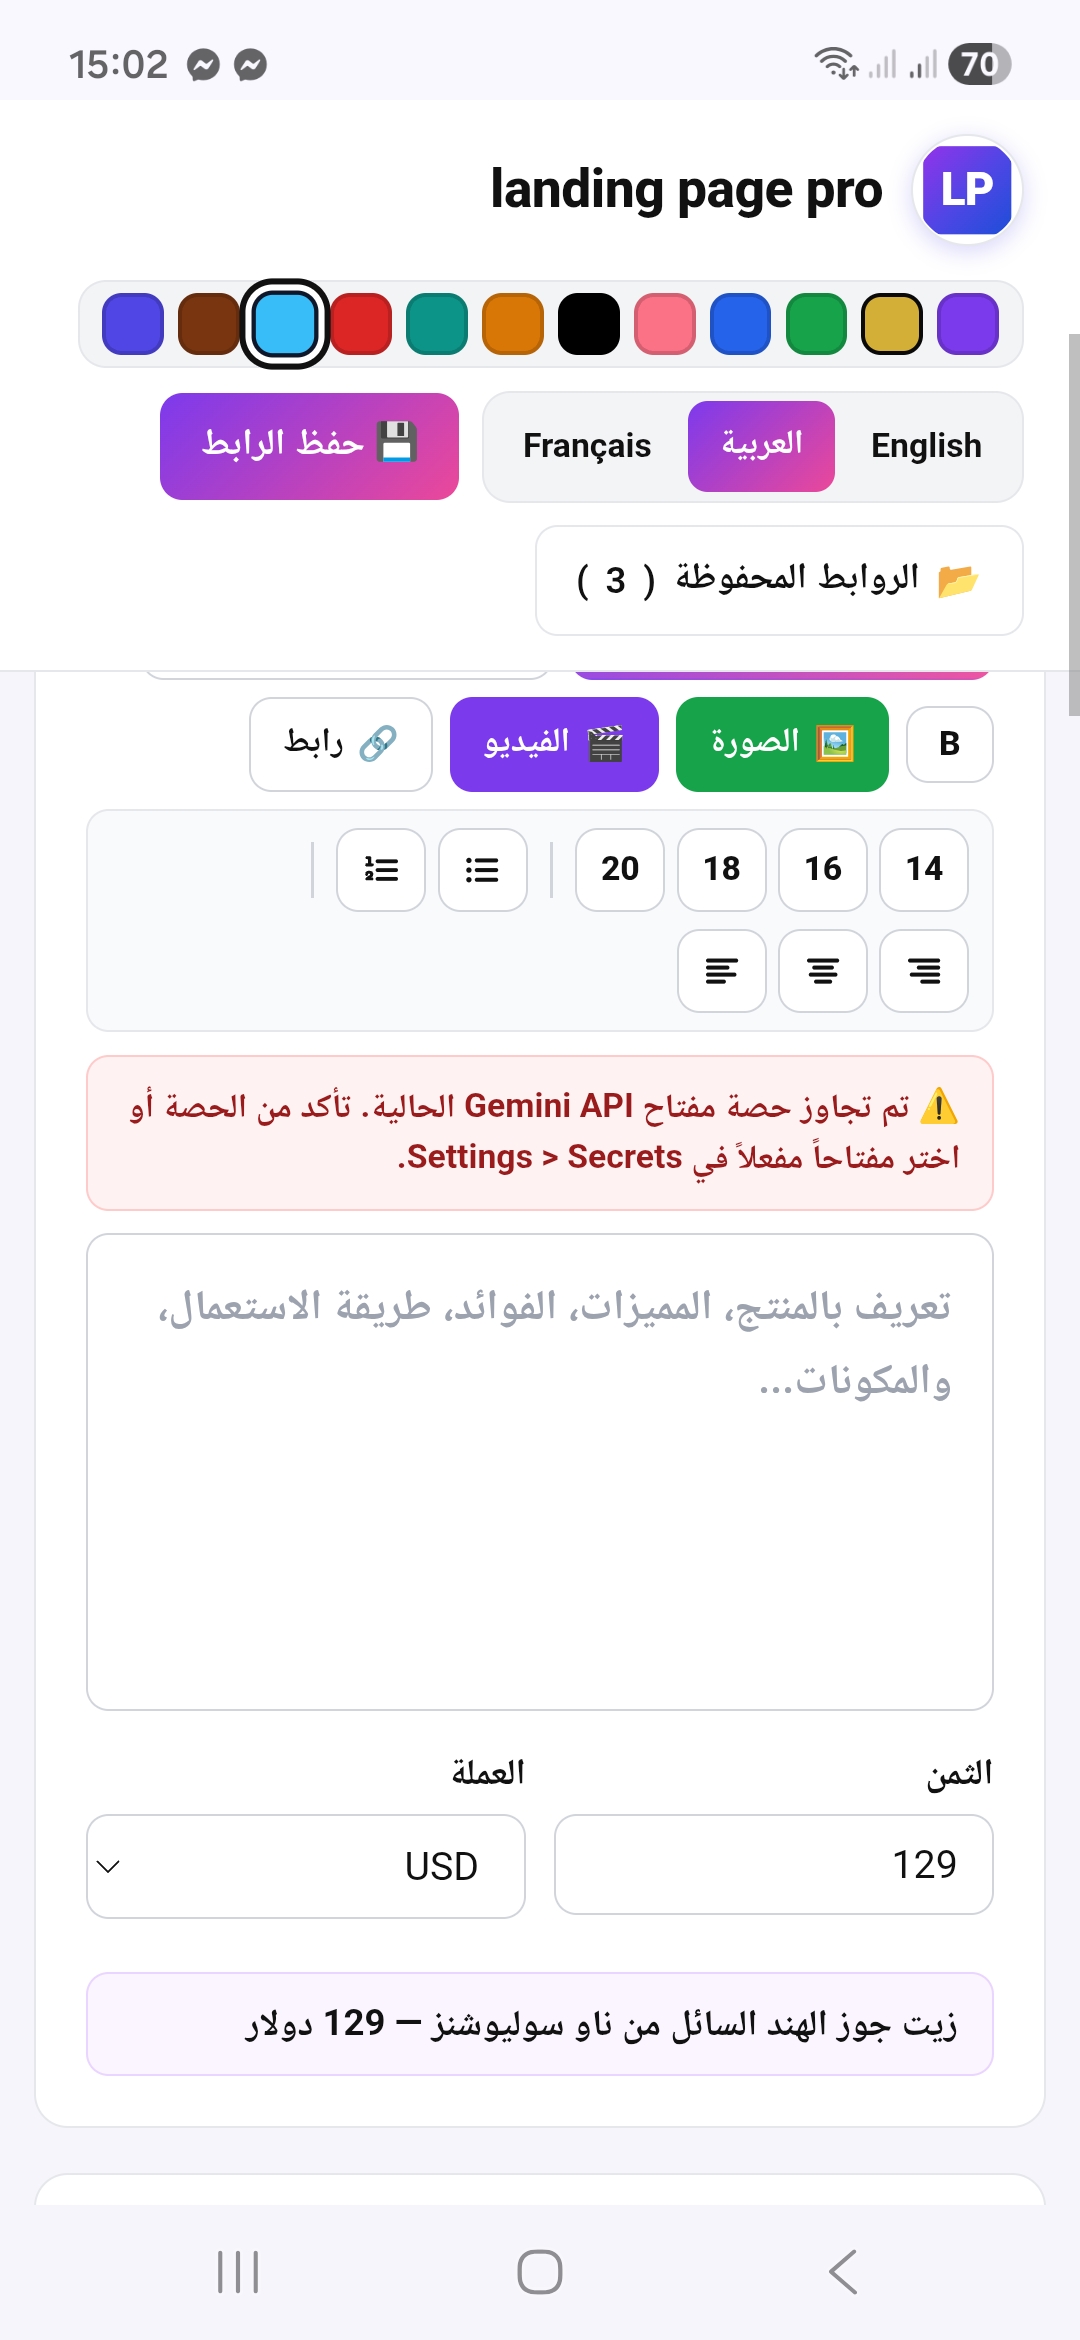 15:02
70
landing page pro
LP
English
العربية
Français
💾 حفظ الرابط
📂 الروابط المحفوظة ( 3 )
B
🖼️ الصورة
🎬 الفيديو
🔗 رابط
14 16 18 20
⚠️ تم تجاوز حصة مفتاح Gemini API الحالية. تأكد من الحصة أو
اختر مفتاحاً مفعلاً في Settings > Secrets.
تعريف بالمنتج، المميزات، الفوائد، طريقة الاستعمال،
والمكونات...
الثمن
العملة
129
USD
زيت جوز الهند السائل من ناو سوليوشنز — 129 دولار